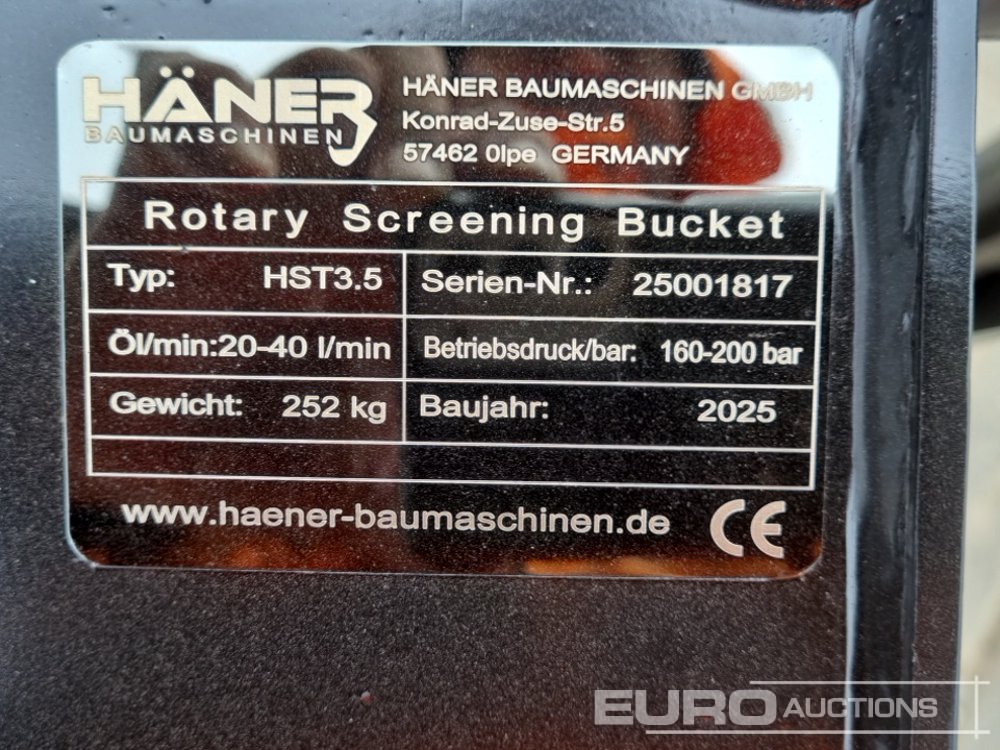 HÄNER
BAUMASCHINEN
HÄNER BAUMASCHINEN GMBH
Konrad-Zuse-Str.5
57462 Olpe GERMANY
Rotary Screening Bucket
Typ: HST3.5 Serien-Nr.: 25001817
Öl/min:20-40 l/min Betriebsdruck/bar: 160-200 bar
Gewicht: 252 kg Baujahr: 2025
www.haener-baumaschinen.de CE
EURO AUCTIONS